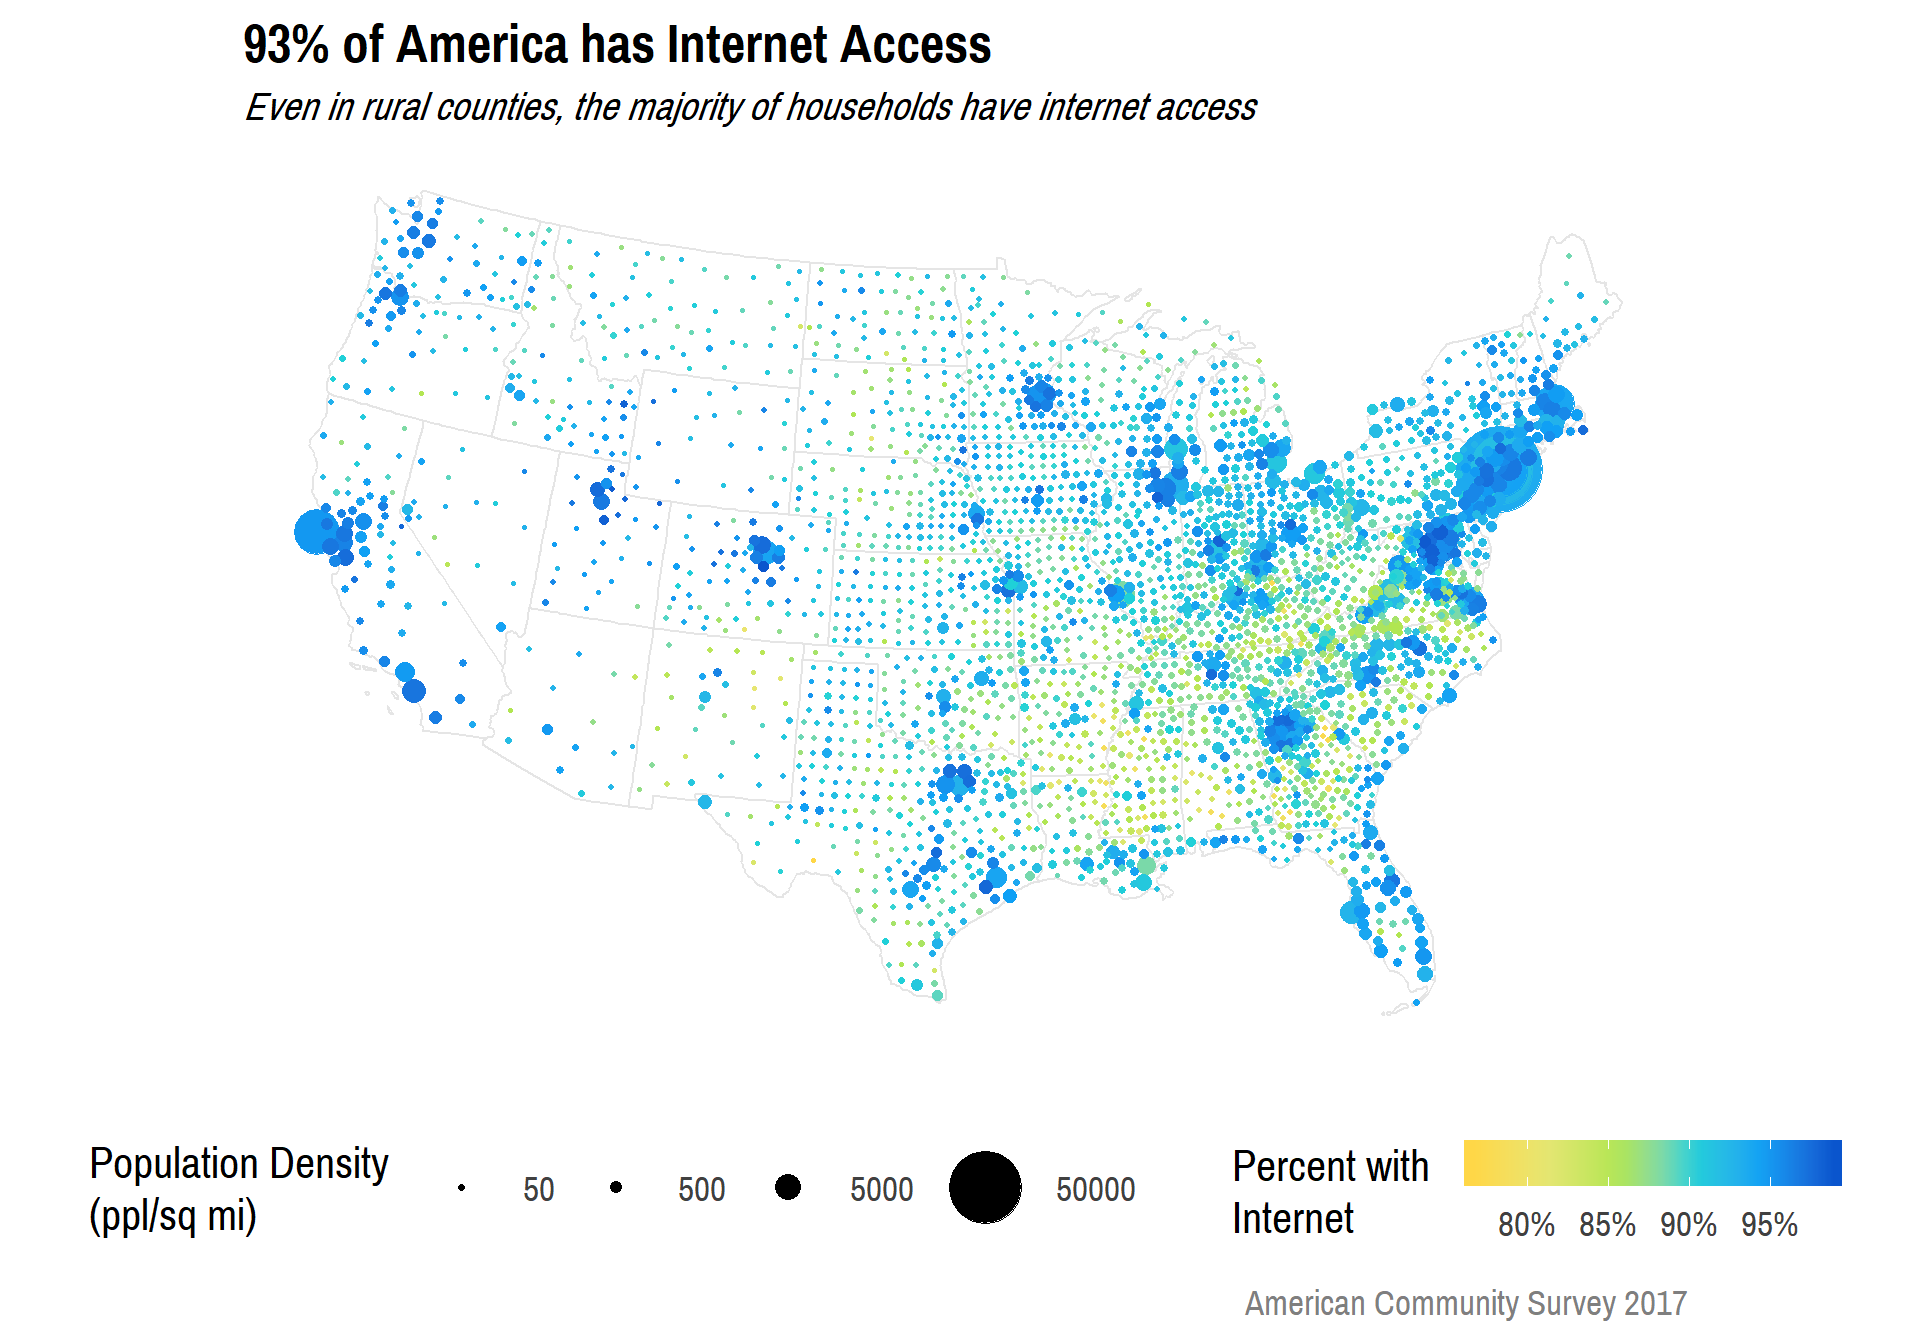 93% of America has Internet Access
Even in rural counties, the majority of households have internet access
Population Density
(ppl/sq mi)
50 500 5000 50000
Percent with
Internet
80% 85% 90% 95%
American Community Survey 2017